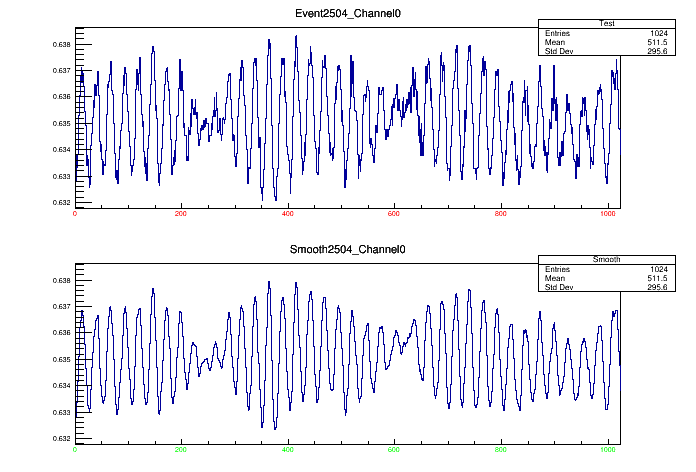 Event2504_Channel0
Test
Entries 1024
Mean 511.5
Std Dev 295.6
0.638
0.637
0.636
0.635
0.634
0.633
0.632
0 200 400 600 800 1000
Smooth2504_Channel0
Smooth
Entries 1024
Mean 511.5
Std Dev 295.6
0.638
0.637
0.636
0.635
0.634
0.633
0.632
0 200 400 600 800 1000